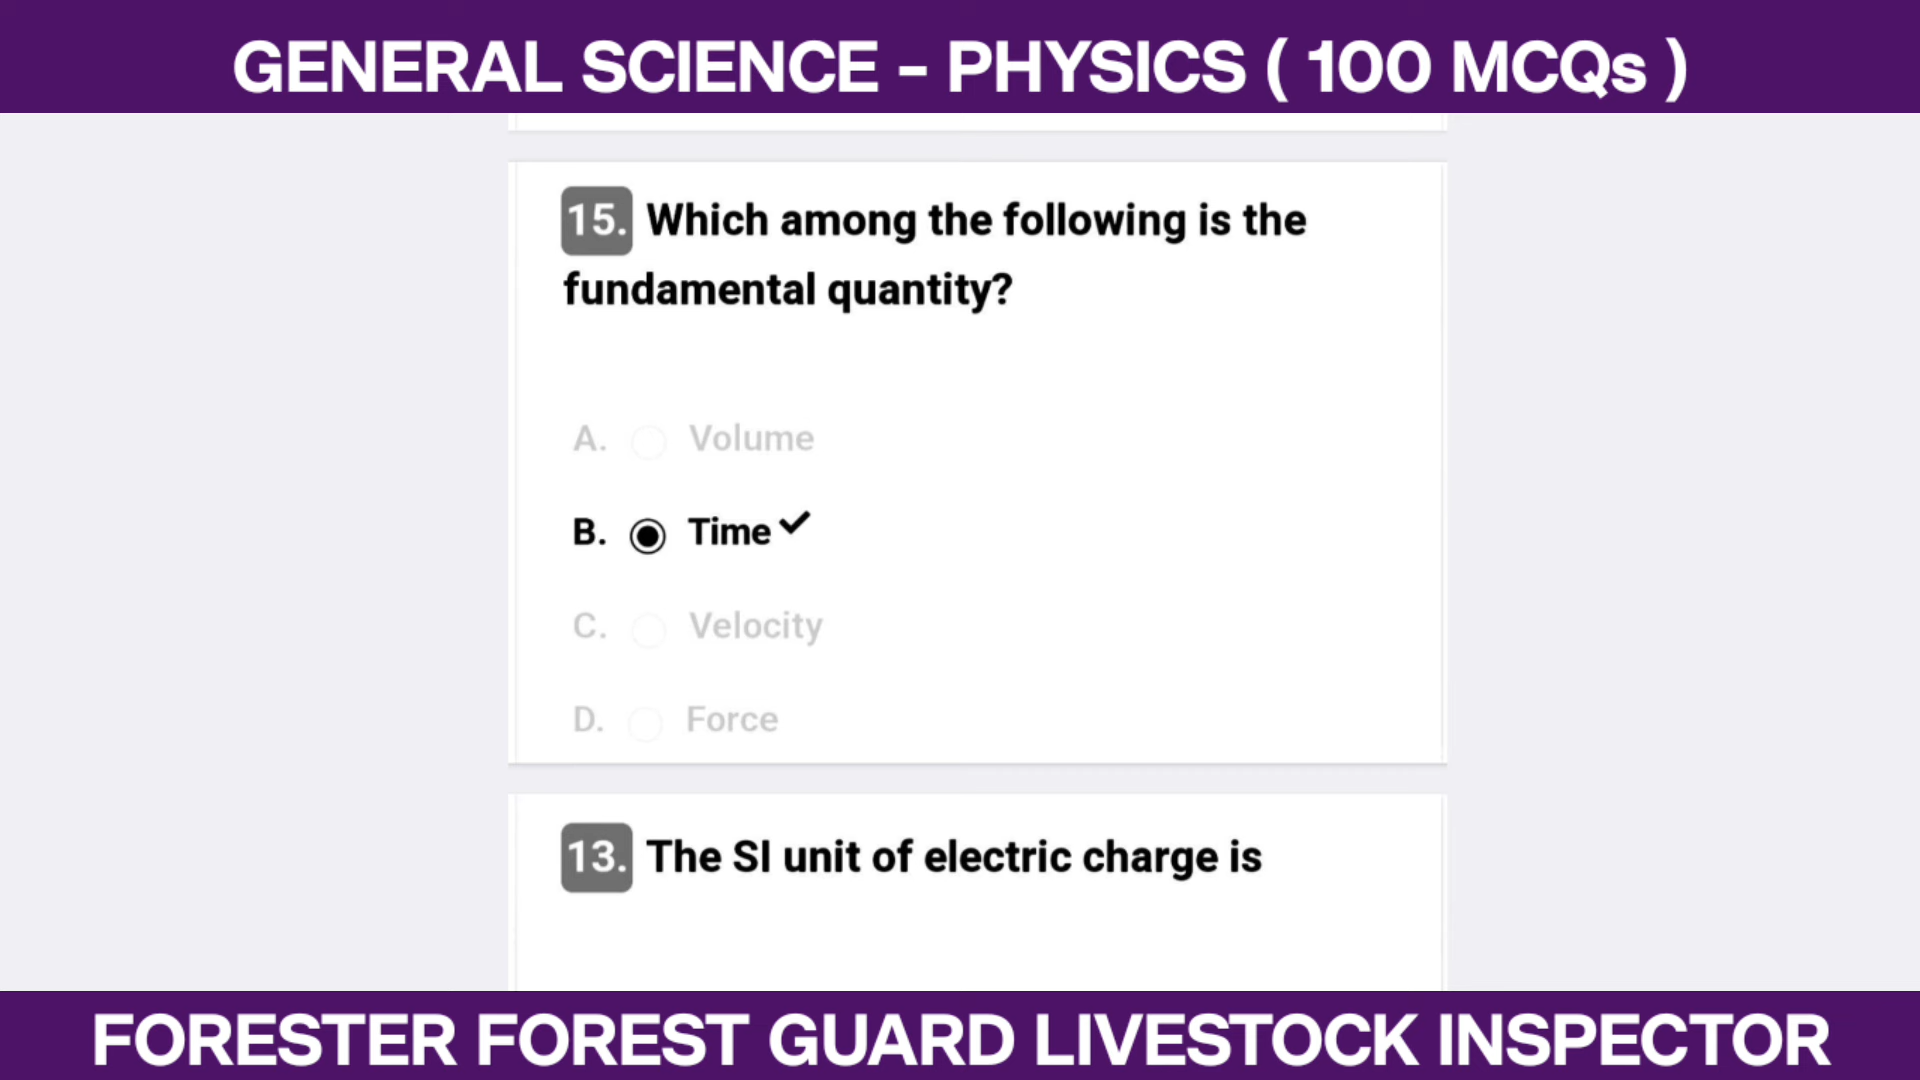 GENERAL SCIENCE - PHYSICS ( 100 MCQs )
15. Which among the following is the
fundamental quantity?
A. Volume
B. Time
C. Velocity
D. Force
13. The SI unit of electric charge is
FORESTER FOREST GUARD LIVESTOCK INSPECTOR